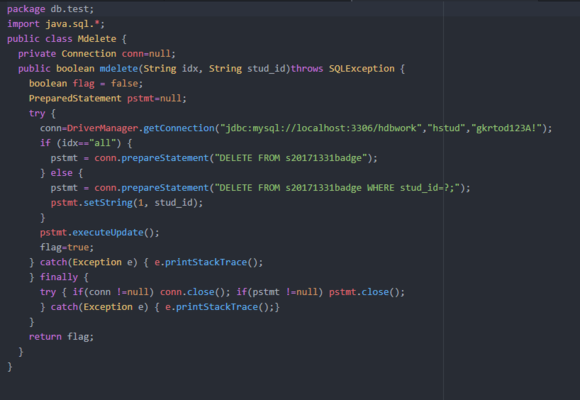 package db.test;
import java.sql.*;
public class Mdelete {
  private Connection conn=null;
  public boolean mdelete(String idx, String stud_id)throws SQLException {
    boolean flag = false;
    PreparedStatement pstmt=null;
    try {
      conn=DriverManager.getConnection("jdbc:mysql://localhost:3306/hdbwork","hstud","gkrtod123A!");
      if (idx=="all") {
        pstmt = conn.prepareStatement("DELETE FROM s20171331badge");
      } else {
        pstmt = conn.prepareStatement("DELETE FROM s20171331badge WHERE stud_id=?;");
        pstmt.setString(1, stud_id);
      }
      pstmt.executeUpdate();
      flag=true;
    } catch(Exception e) { e.printStackTrace();
    } finally {
      try { if(conn !=null) conn.close(); if(pstmt !=null) pstmt.close();
      } catch(Exception e) { e.printStackTrace();}
    }
    return flag;
  }
}